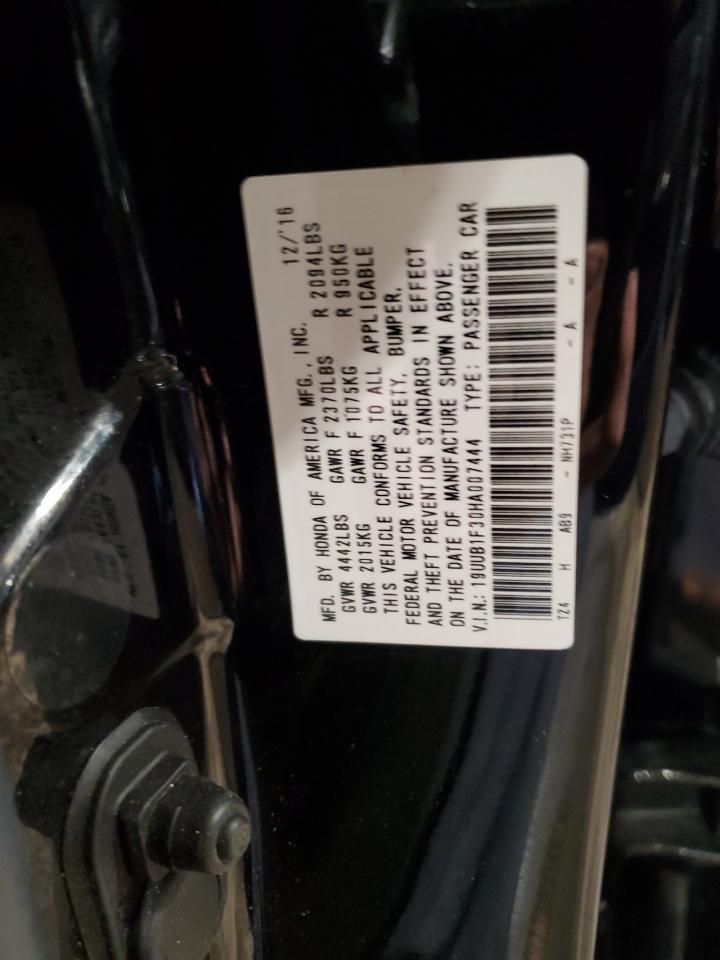 12/'16
MFD. BY HONDA OF AMERICA MFG., INC.
GVWR 4442LBS GAWR F 2370LBS R 2094LBS
GVWR 2015KG GAWR F 1075KG R 950KG
THIS VEHICLE CONFORMS TO ALL APPLICABLE
FEDERAL MOTOR VEHICLE SAFETY, BUMPER,
AND THEFT PREVENTION STANDARDS IN EFFECT
ON THE DATE OF MANUFACTURE SHOWN ABOVE.
V.I.N.: 19UUB1F30HA007444 TYPE: PASSENGER CAR
TZ4 H AB9 - NH731P - A - A